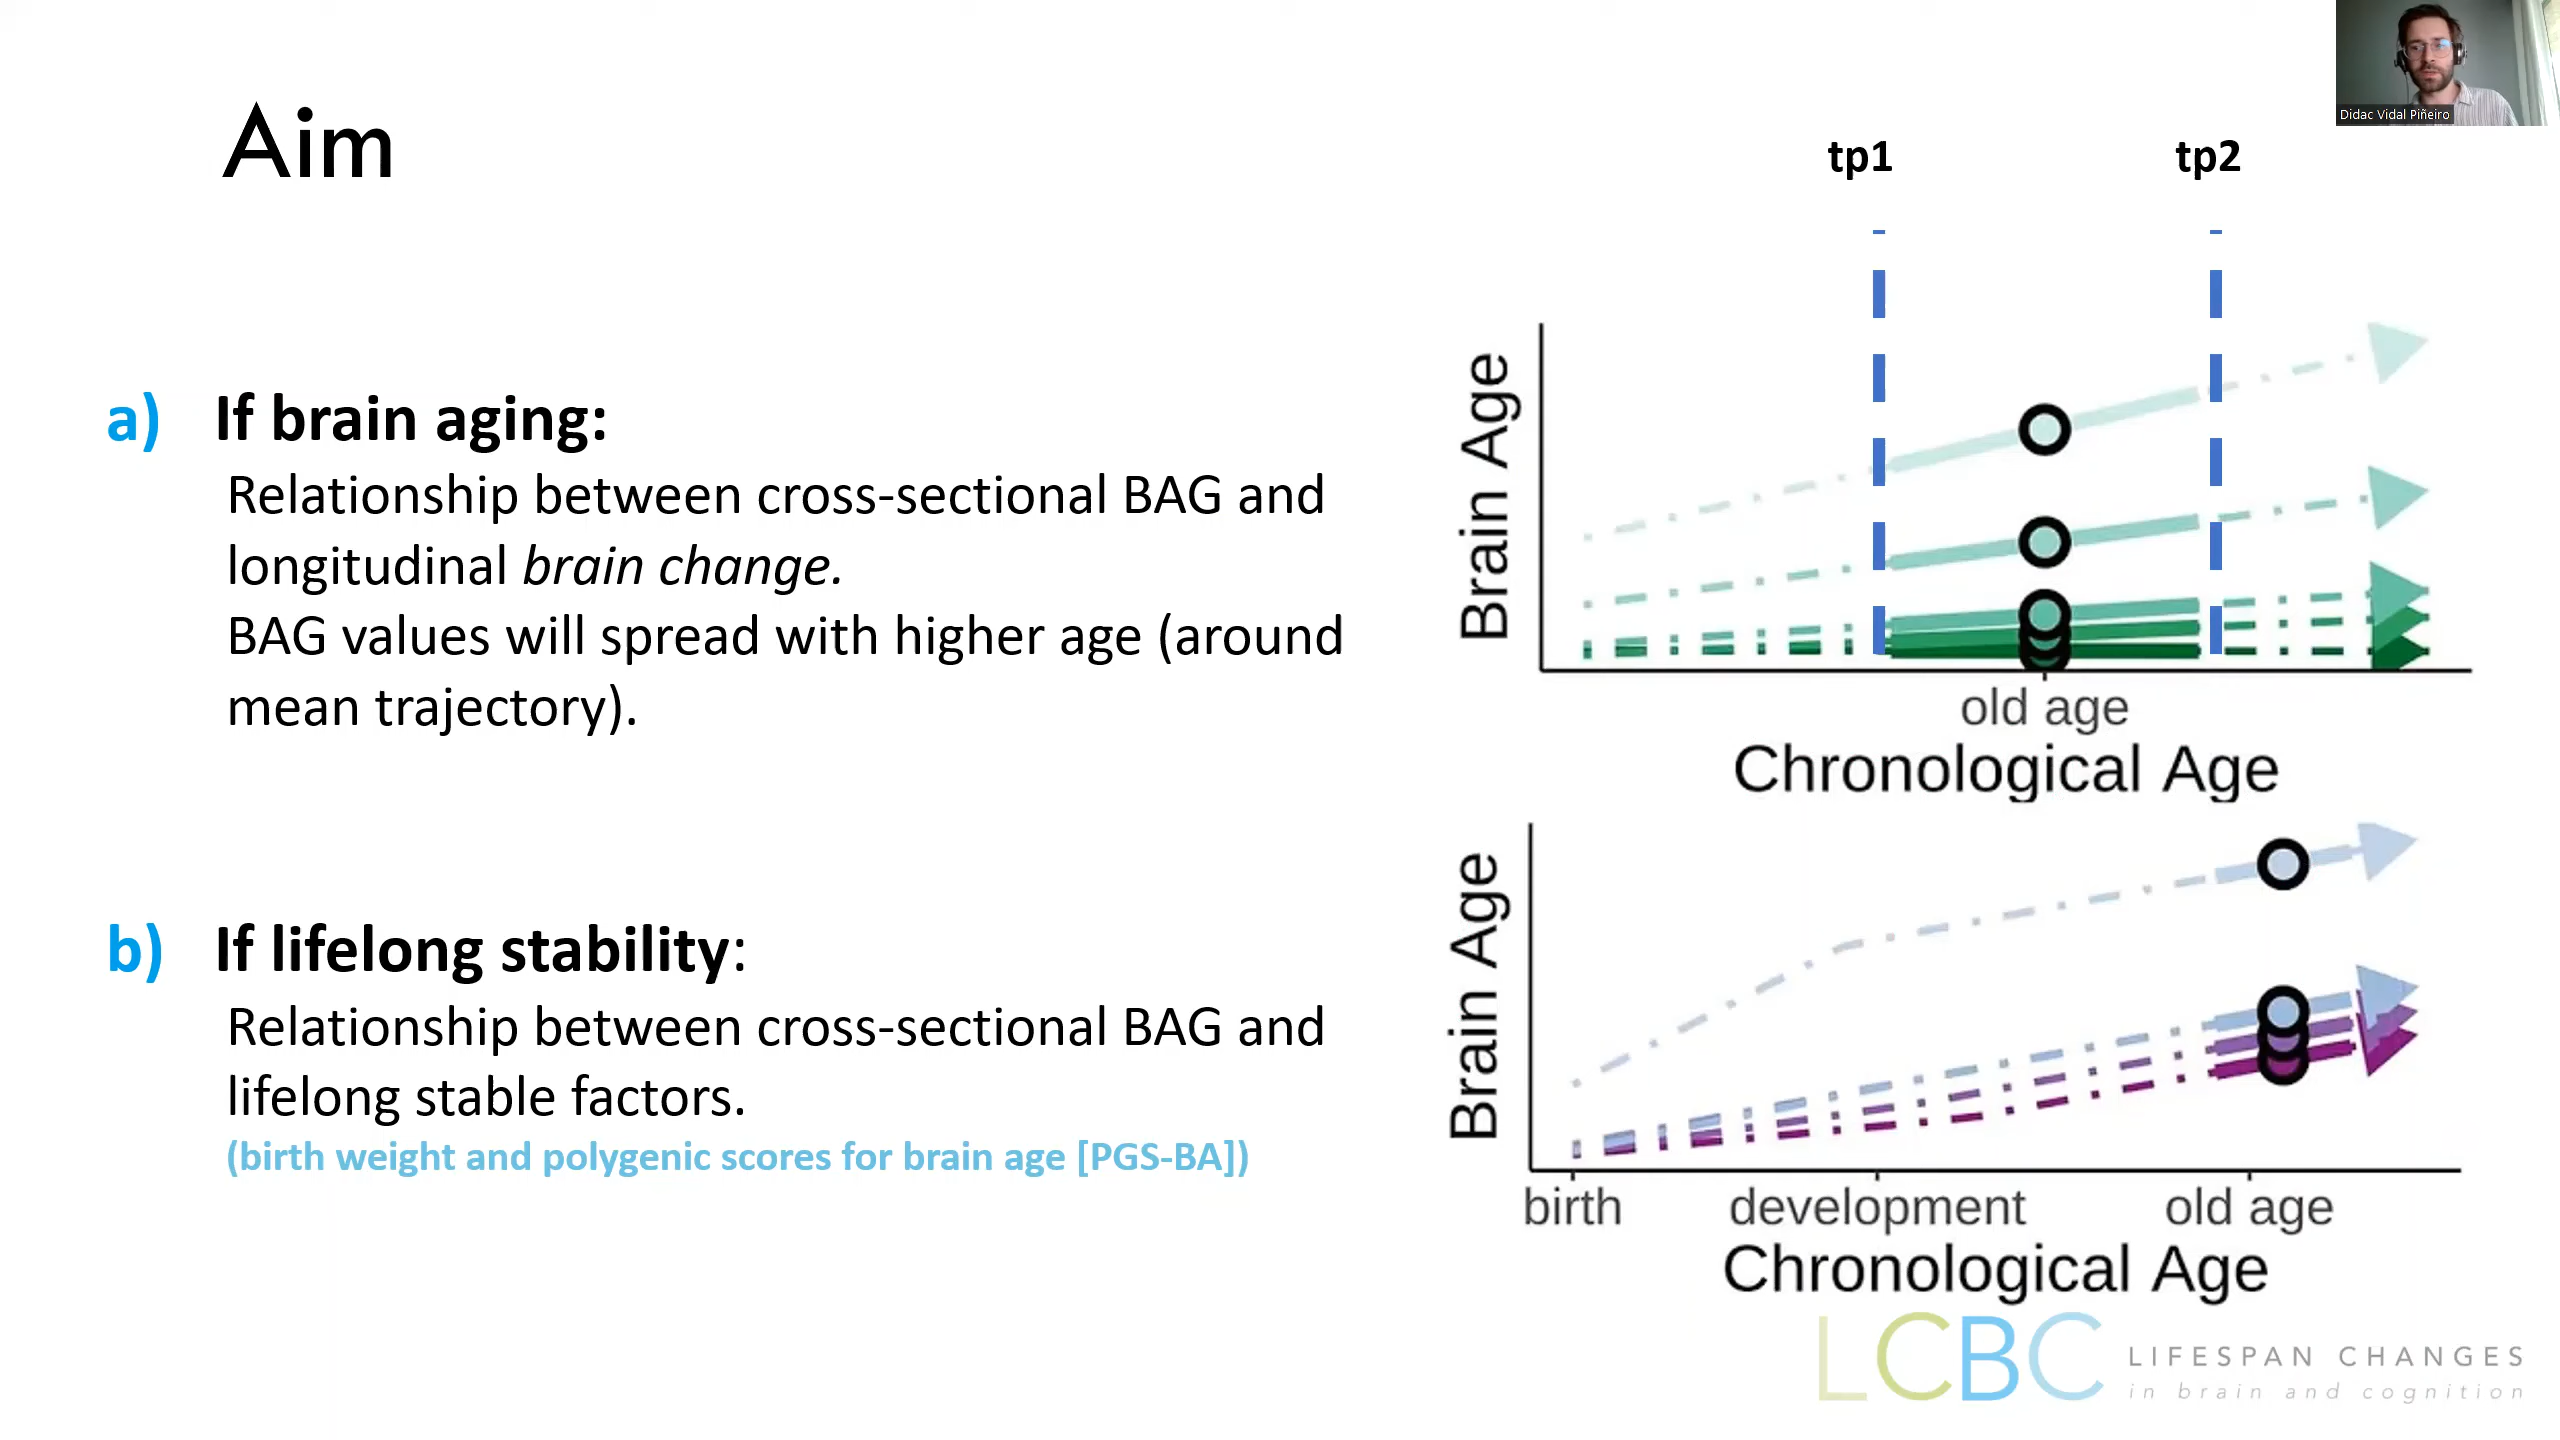 Didac Vidal Piñeiro
Aim
tp1
tp2
a) If brain aging:
Relationship between cross-sectional BAG and
longitudinal brain change.
BAG values will spread with higher age (around
mean trajectory).
Brain Age
old age
Chronological Age
b) If lifelong stability:
Relationship between cross-sectional BAG and
lifelong stable factors.
(birth weight and polygenic scores for brain age [PGS-BA])
Brain Age
birth
development
old age
Chronological Age
LCBC
LIFESPAN CHANGES
in brain and cognition